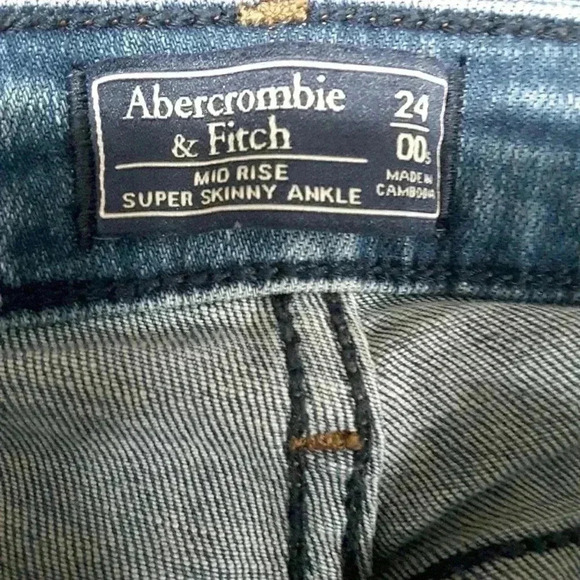 Abercrombie
& Fitch
MID RISE
SUPER SKINNY ANKLE
24
00s
MADE IN
CAMBODIA